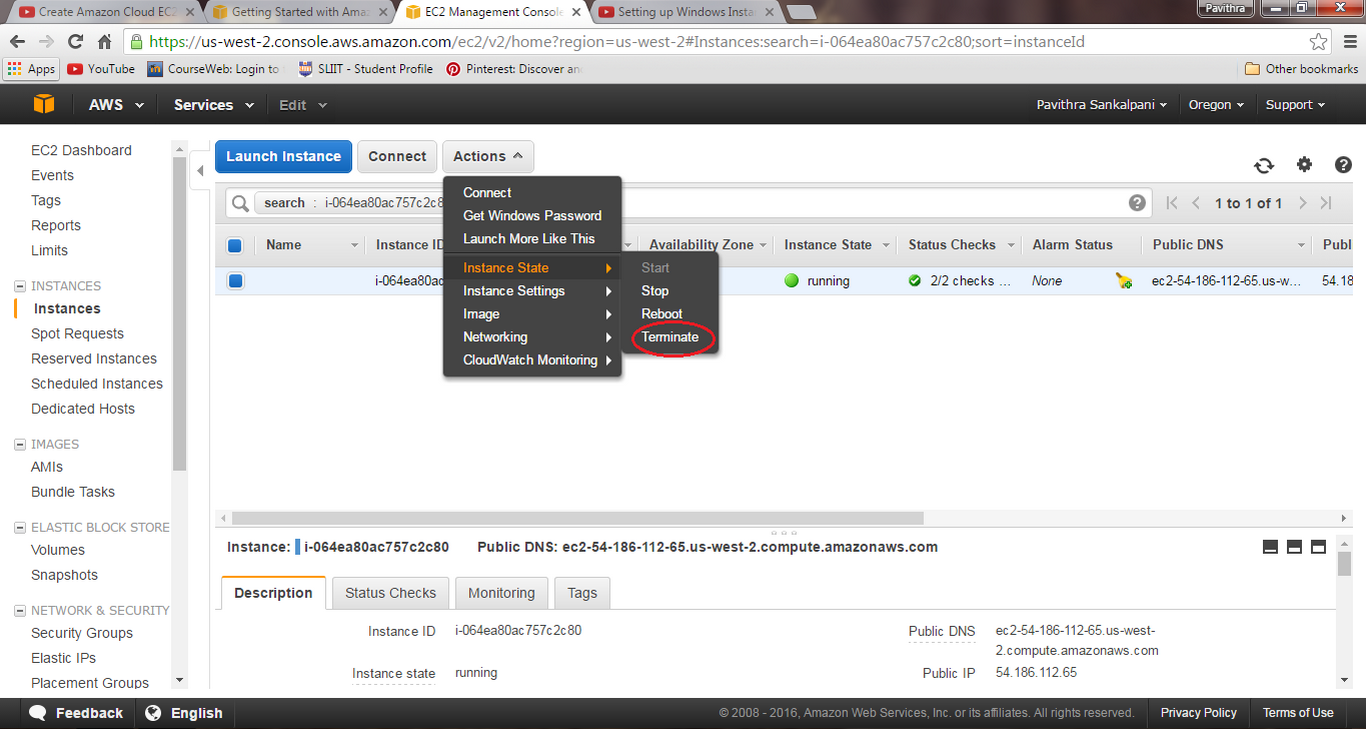 Create Amazon Cloud EC2
Getting Started with Amaz
EC2 Management Console
Setting up Windows Insta
Pavithra
https://us-west-2.console.aws.amazon.com/ec2/v2/home?region=us-west-2#Instances:search=i-064ea80ac757c2c80;sort=instanceId
Apps YouTube CourseWeb: Login to SLIIT - Student Profile Pinterest: Discover an Other bookmarks
AWS Services Edit Pavithra Sankalpani Oregon Support
EC2 Dashboard
Events
Tags
Reports
Limits
INSTANCES
Instances
Spot Requests
Reserved Instances
Scheduled Instances
Dedicated Hosts
IMAGES
AMIs
Bundle Tasks
ELASTIC BLOCK STORE
Volumes
Snapshots
NETWORK & SECURITY
Security Groups
Elastic IPs
Placement Groups
Launch Instance Connect Actions
search : i-064ea80ac757c2c8 1 to 1 of 1
Connect
Get Windows Password
Launch More Like This
Instance State
Instance Settings
Image
Networking
CloudWatch Monitoring
Start
Stop
Reboot
Terminate
Name Instance ID Availability Zone Instance State Status Checks Alarm Status Public DNS Publ
i-064ea80ac running 2/2 checks ... None ec2-54-186-112-65.us-w... 54.18
Instance: i-064ea80ac757c2c80 Public DNS: ec2-54-186-112-65.us-west-2.compute.amazonaws.com
Description Status Checks Monitoring Tags
Instance ID i-064ea80ac757c2c80 Public DNS ec2-54-186-112-65.us-west-
2.compute.amazonaws.com
Instance state running Public IP 54.186.112.65
Feedback English © 2008 - 2016, Amazon Web Services, Inc. or its affiliates. All rights reserved. Privacy Policy Terms of Use